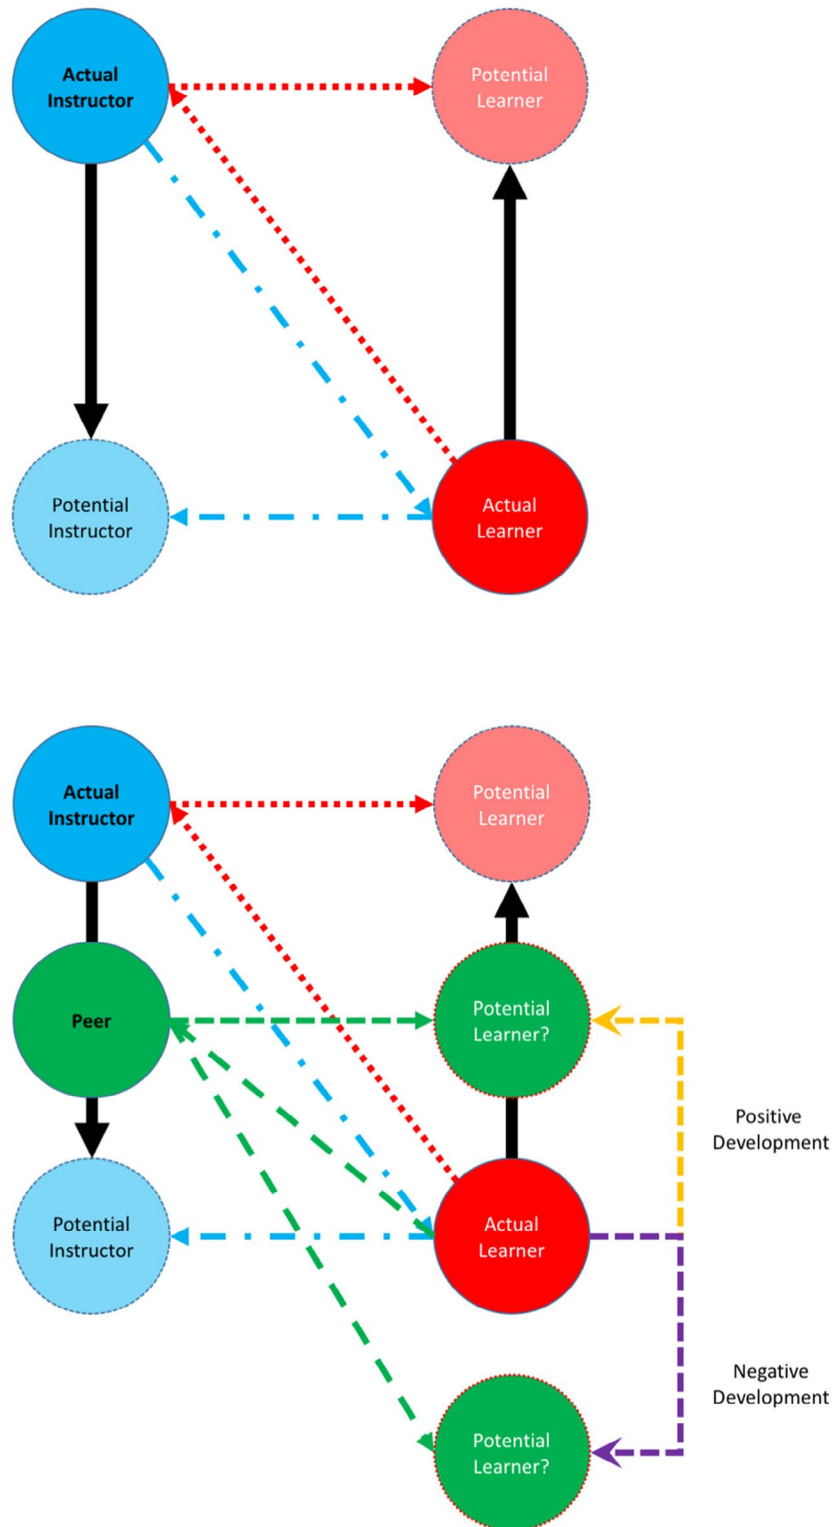 Actual
Instructor
Potential
Learner
Potential
Instructor
Actual
Learner
Actual
Instructor
Potential
Learner
Peer
Potential
Learner?
Positive
Development
Potential
Instructor
Actual
Learner
Negative
Development
Potential
Learner?